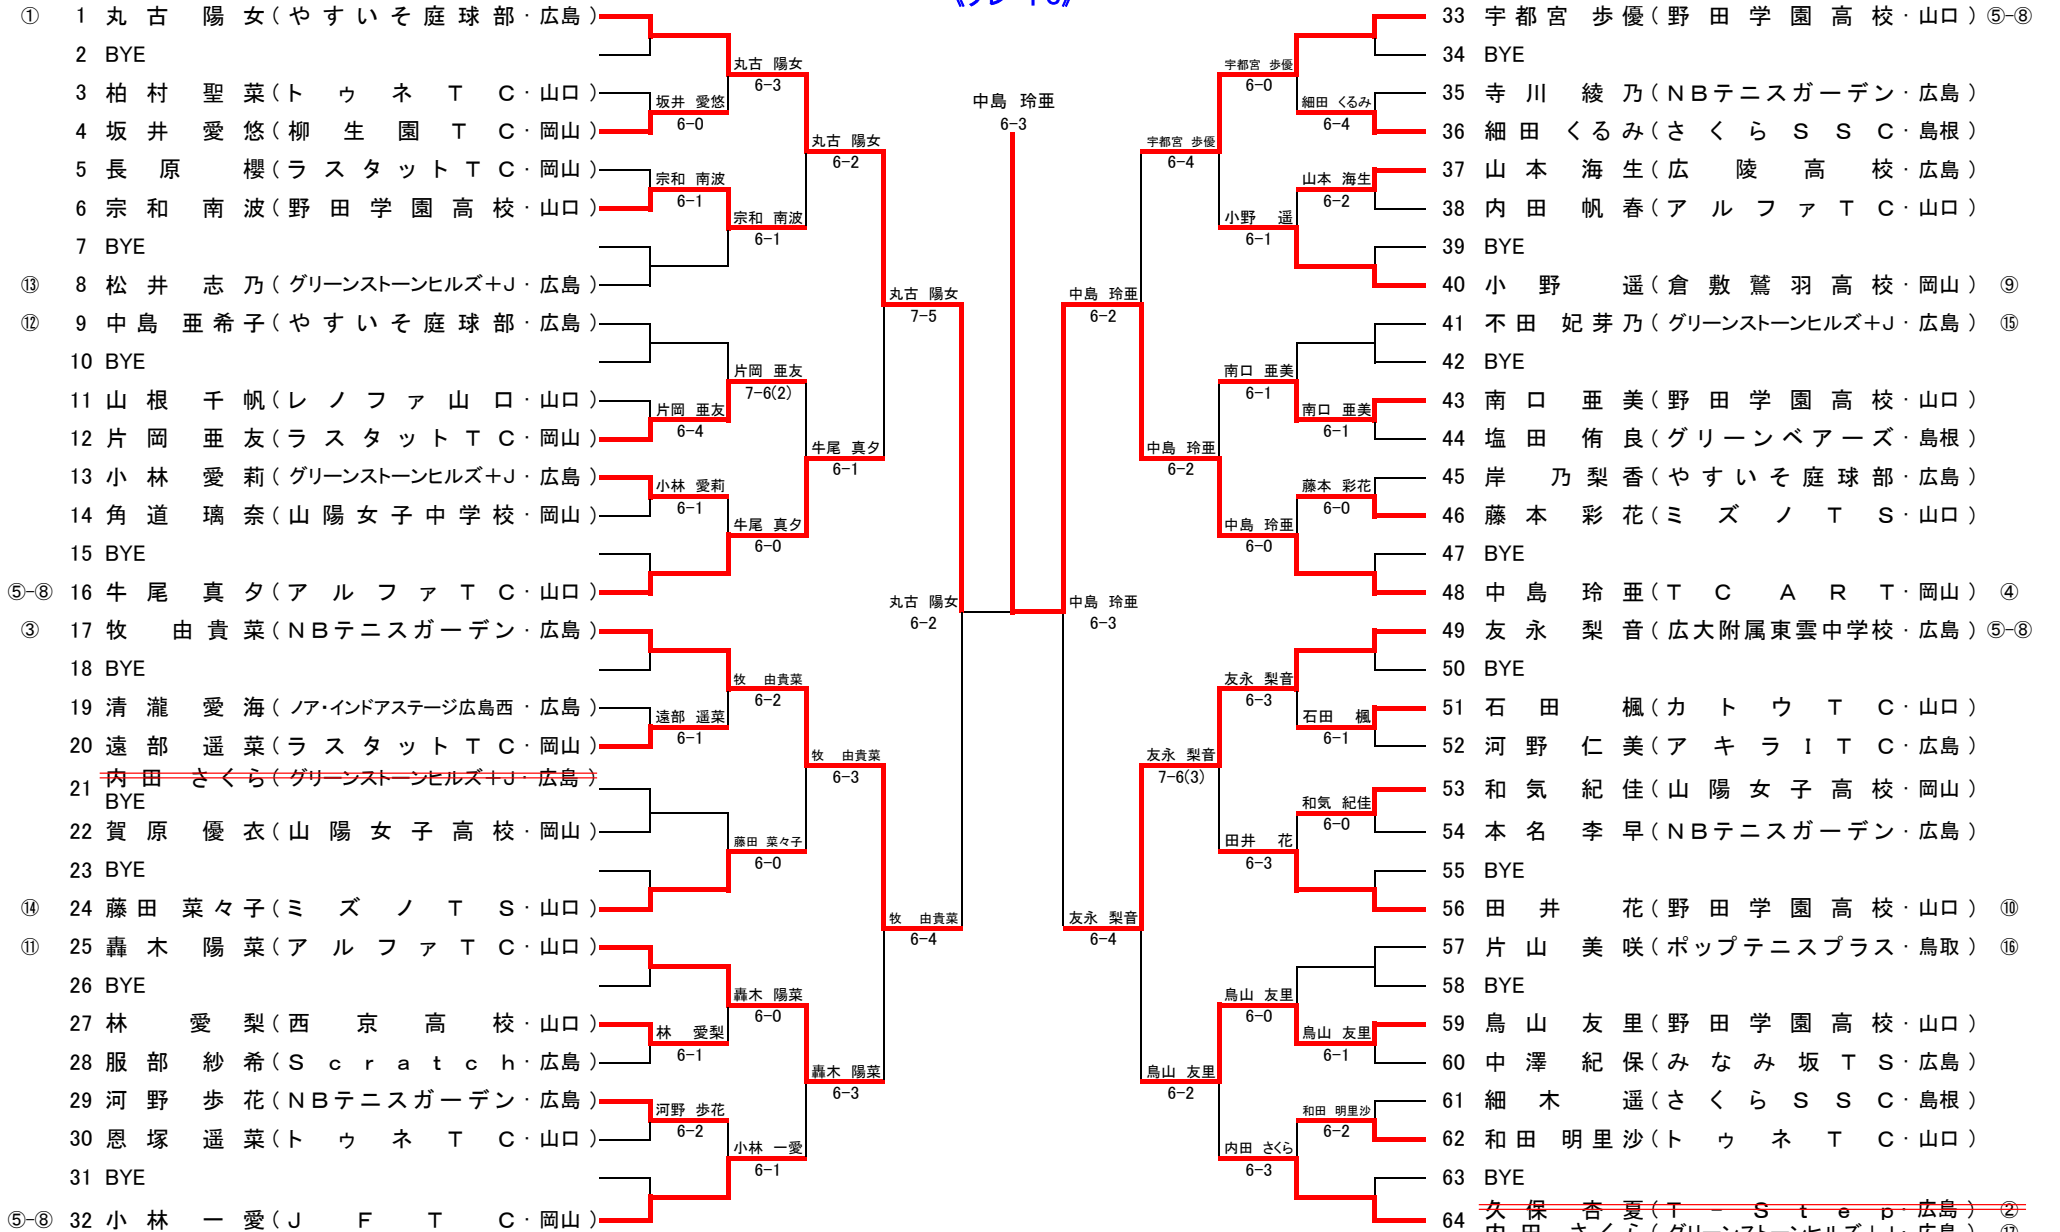 ① 1 丸古 陽女(やすいそ庭球部・広島)
2 BYE
3 柏村 聖菜(トゥネTC・山口)
4 坂井 愛悠(柳生園TC・岡山)
5 長原 櫻(ラスタットTC・岡山)
6 宗和 南波(野田学園高校・山口)
7 BYE
⑬ 8 松井 志乃(グリーンストーンヒルズ+J・広島)
⑫ 9 中島 亜希子(やすいそ庭球部・広島)
10 BYE
11 山根 千帆(レノファ山口・山口)
12 片岡 亜友(ラスタットTC・岡山)
13 小林 愛莉(グリーンストーンヒルズ+J・広島)
14 角道 璃奈(山陽女子中学校・岡山)
15 BYE
⑤-⑧ 16 牛尾 真夕(アルファTC・山口)
③ 17 牧 由貴菜(NBテニスガーデン・広島)
18 BYE
19 清瀧 愛海(ノア・インドアステージ広島西・広島)
20 遠部 遥菜(ラスタットTC・岡山)
21 内田 さくら(グリーンストーンヒルズ+J・広島)
BYE
22 賀原 優衣(山陽女子高校・岡山)
23 BYE
⑭ 24 藤田 菜々子(ミズノTS・山口)
⑪ 25 轟木 陽菜(アルファTC・山口)
26 BYE
27 林 愛梨(西京高校・山口)
28 服部 紗希(Scratch・広島)
29 河野 歩花(NBテニスガーデン・広島)
30 恩塚 遥菜(トゥネTC・山口)
31 BYE
⑤-⑧ 32 小林 一愛(JFTC・岡山)
坂井 愛悠
6-0
宗和 南波
6-1
片岡 亜友
6-4
小林 愛莉
6-1
遠部 遥菜
6-1
林 愛梨
6-1
河野 歩花
6-2
丸古 陽女
6-3
宗和 南波
6-1
片岡 亜友
7-6(2)
牛尾 真夕
6-0
牧 由貴菜
6-2
藤田 菜々子
6-0
轟木 陽菜
6-0
小林 一愛
6-1
丸古 陽女
6-2
牛尾 真夕
6-1
牧 由貴菜
6-3
轟木 陽菜
6-3
丸古 陽女
7-5
牧 由貴菜
6-4
丸古 陽女
6-2
中島 玲亜
6-3
中島 玲亜
6-3
中島 玲亜
6-2
友永 梨音
6-4
宇都宮 歩優
6-4
中島 玲亜
6-2
友永 梨音
7-6(3)
鳥山 友里
6-2
宇都宮 歩優
6-0
小野 遥
6-1
南口 亜美
6-1
中島 玲亜
6-0
友永 梨音
6-3
田井 花
6-3
鳥山 友里
6-0
内田 さくら
6-3
細田 くるみ
6-4
山本 海生
6-2
南口 亜美
6-1
藤本 彩花
6-0
石田 楓
6-1
和気 紀佳
6-0
鳥山 友里
6-1
和田 明里沙
6-2
33 宇都宮 歩優(野田学園高校・山口) ⑤-⑧
34 BYE
35 寺川 綾乃(NBテニスガーデン・広島)
36 細田 くるみ(さくらSSC・島根)
37 山本 海生(広陵高校・広島)
38 内田 帆春(アルファTC・山口)
39 BYE
40 小野 遥(倉敷鷲羽高校・岡山) ⑨
41 不田 妃芽乃(グリーンストーンヒルズ+J・広島) ⑮
42 BYE
43 南口 亜美(野田学園高校・山口)
44 塩田 侑良(グリーンベアーズ・島根)
45 岸 乃梨香(やすいそ庭球部・広島)
46 藤本 彩花(ミズノTS・山口)
47 BYE
48 中島 玲亜(TC ART・岡山) ④
49 友永 梨音(広大附属東雲中学校・広島) ⑤-⑧
50 BYE
51 石田 楓(カトウTC・山口)
52 河野 仁美(アキラITC・広島)
53 和気 紀佳(山陽女子高校・岡山)
54 本名 李早(NBテニスガーデン・広島)
55 BYE
56 田井 花(野田学園高校・山口) ⑩
57 片山 美咲(ポップテニスプラス・鳥取) ⑯
58 BYE
59 鳥山 友里(野田学園高校・山口)
60 中澤 紀保(みなみ坂TS・広島)
61 細木 遥(さくらSSC・島根)
62 和田 明里沙(トゥネTC・山口)
63 BYE
64 久保 杏夏(T-Step・広島) ②
内田 さくら(グリーンストーンヒルズ+J・広島) ⑰